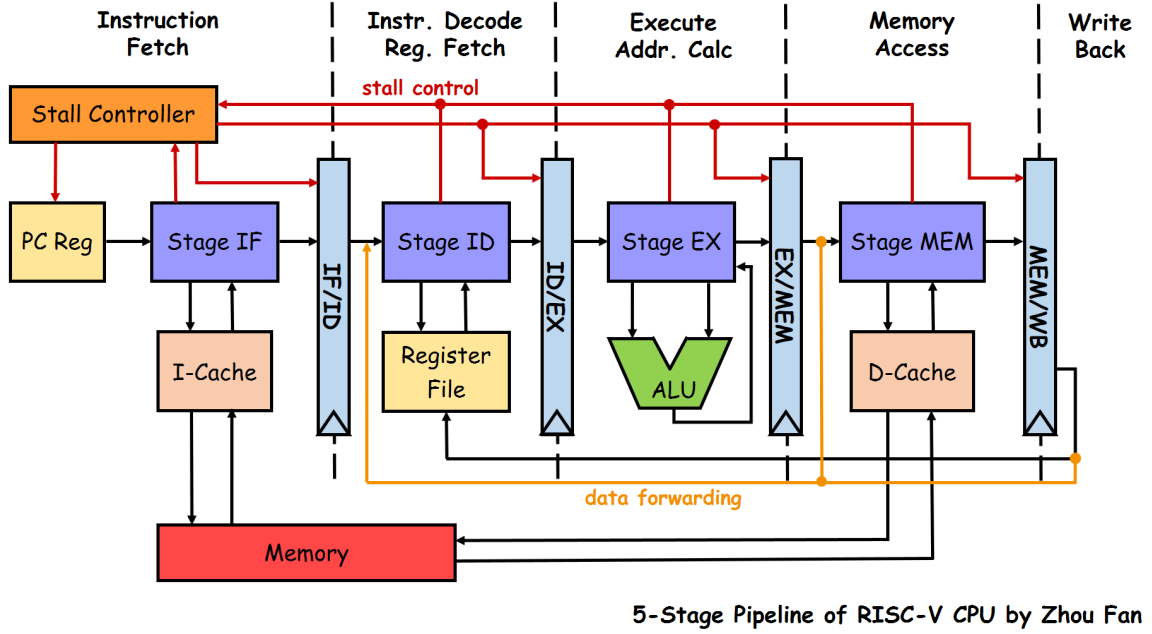 Instruction
Fetch
Instr. Decode
Reg. Fetch
Execute
Addr. Calc
Memory
Access
Write
Back
stall control
Stall Controller
PC Reg
Stage IF
IF/ID
Stage ID
ID/EX
Stage EX
EX/MEM
Stage MEM
MEM/WB
I-Cache
Register
File
ALU
D-Cache
data forwarding
Memory
5-Stage Pipeline of RISC-V CPU by Zhou Fan